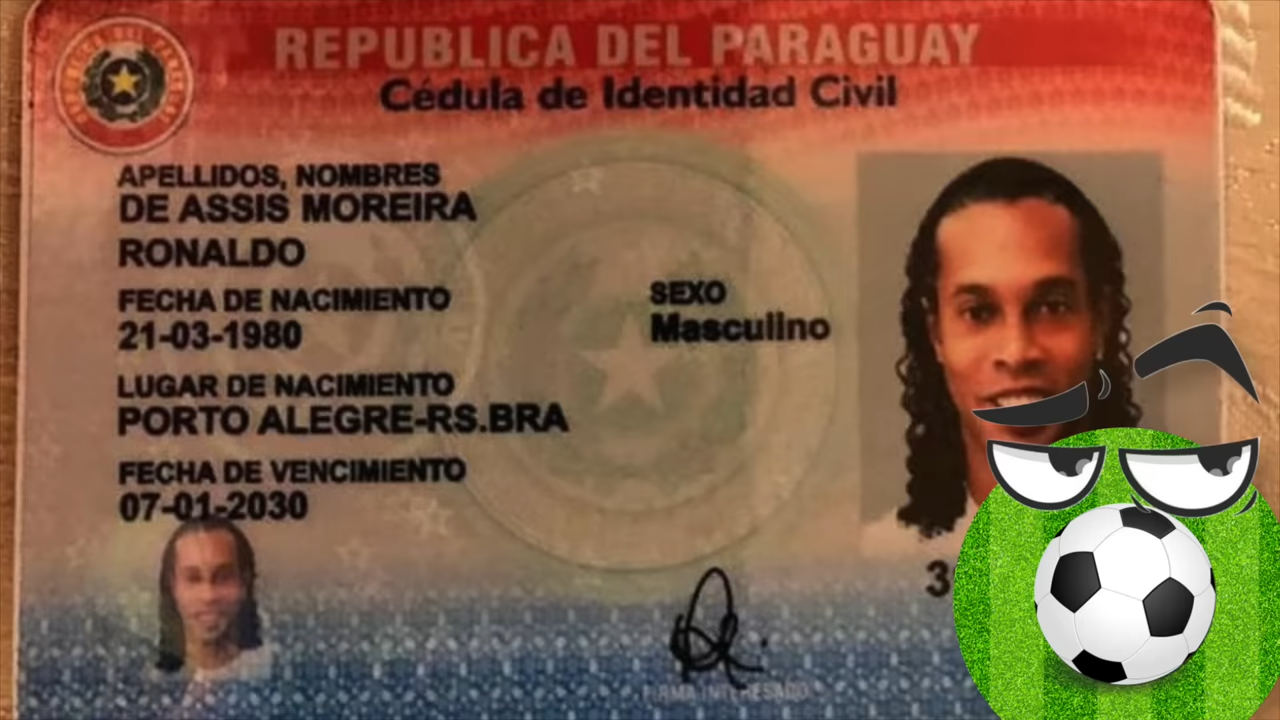 REPUBLICA DEL PARAGUAY
Cédula de Identidad Civil
APELLIDOS, NOMBRES
DE ASSIS MOREIRA
RONALDO
FECHA DE NACIMIENTO
21-03-1980
SEXO
Masculino
LUGAR DE NACIMIENTO
PORTO ALEGRE-RS.BRA
FECHA DE VENCIMIENTO
07-01-2030
3
FIRMA INTERESADO